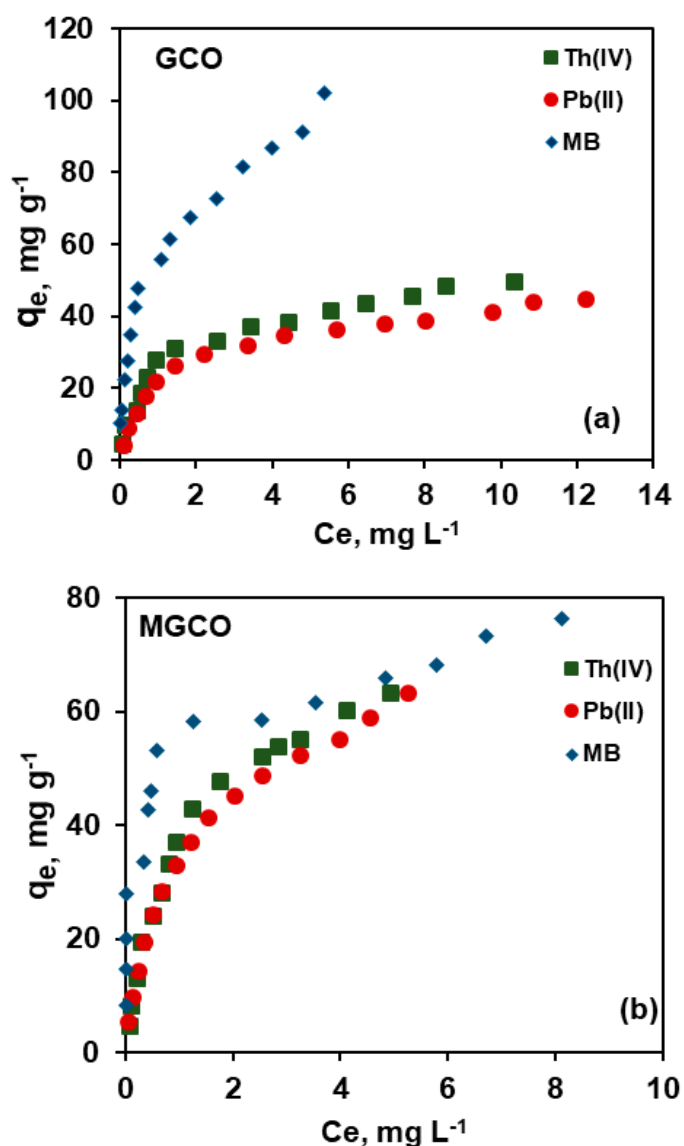 GCO
120
100
80
60
40
20
0
qe, mg g-1
Th(IV)
Pb(II)
MB
(a)
0 2 4 6 8 10 12 14
Ce, mg L-1
MGCO
80
60
40
20
0
qe, mg g-1
Th(IV)
Pb(II)
MB
(b)
0 2 4 6 8 10
Ce, mg L-1